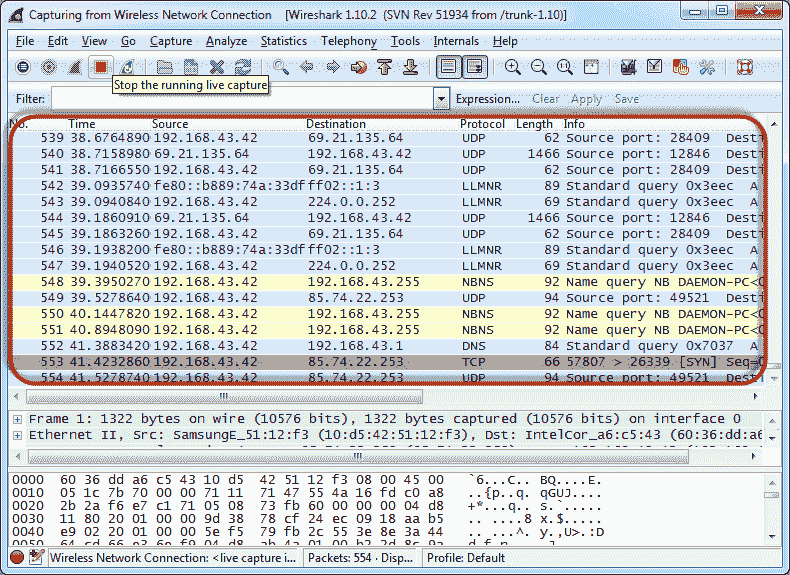 Capturing from Wireless Network Connection [Wireshark 1.10.2 (SVN Rev 51934 from /trunk-1.10)]
File Edit View Go Capture Analyze Statistics Telephony Tools Internals Help
Stop the running live capture
Filter: Expression... Clear Apply Save
No. Time Source Destination Protocol Length Info
539 38.6764890 192.168.43.42 69.21.135.64 UDP 62 Source port: 28409 Desti
540 38.7158980 69.21.135.64 192.168.43.42 UDP 1466 Source port: 12846 Desti
541 38.7166550 192.168.43.42 69.21.135.64 UDP 62 Source port: 28409 Desti
542 39.0935740 fe80::b889:74a:33df ff02::1:3 LLMNR 89 Standard query 0x3eec A
543 39.0940840 192.168.43.42 224.0.0.252 LLMNR 69 Standard query 0x3eec A
544 39.1860910 69.21.135.64 192.168.43.42 UDP 1466 Source port: 12846 Desti
545 39.1863260 192.168.43.42 69.21.135.64 UDP 62 Source port: 28409 Desti
546 39.1938200 fe80::b889:74a:33df ff02::1:3 LLMNR 89 Standard query 0x3eec A
547 39.1940520 192.168.43.42 224.0.0.252 LLMNR 69 Standard query 0x3eec A
548 39.3950270 192.168.43.42 192.168.43.255 NBNS 92 Name query NB DAEMON-PC<
549 39.5278640 192.168.43.42 85.74.22.253 UDP 94 Source port: 49521 Desti
550 40.1447820 192.168.43.42 192.168.43.255 NBNS 92 Name query NB DAEMON-PC<
551 40.8948090 192.168.43.42 192.168.43.255 NBNS 92 Name query NB DAEMON-PC<
552 41.3883420 192.168.43.42 192.168.43.1 DNS 84 Standard query 0x7037 A
553 41.4232860 192.168.43.42 85.74.22.253 TCP 66 57807 > 26339 [SYN] Seq=
554 41.5278740 192.168.43.42 85.74.22.253 UDP 94 Source port: 49521 Desti
Frame 1: 1322 bytes on wire (10576 bits), 1322 bytes captured (10576 bits) on interface 0
Ethernet II, Src: SamsungE_51:12:f3 (10:d5:42:51:12:f3), Dst: IntelCor_a6:c5:43 (60:36:dd:a6
0000 60 36 dd a6 c5 43 10 d5 42 51 12 f3 08 00 45 00 `6...C.. BQ....E.
0010 05 1c 7b 70 00 00 71 11 71 47 55 4a 16 fd c0 a8 ..{p..q. qGUJ....
0020 2b 2a f6 e7 c1 71 05 08 73 fb 60 00 00 00 04 d8 +*...q.. s.`.....
0030 11 80 20 01 00 00 9d 38 78 cf 24 ec 09 18 aa b5 .. ....8 x.$.....
0040 e9 02 20 01 00 00 5e f5 79 fb 2c 55 3e 8e 3a 44 .. ...^. y.,U>.:D
Wireless Network Connection: <live capture i... Packets: 554 · Disp... Profile: Default